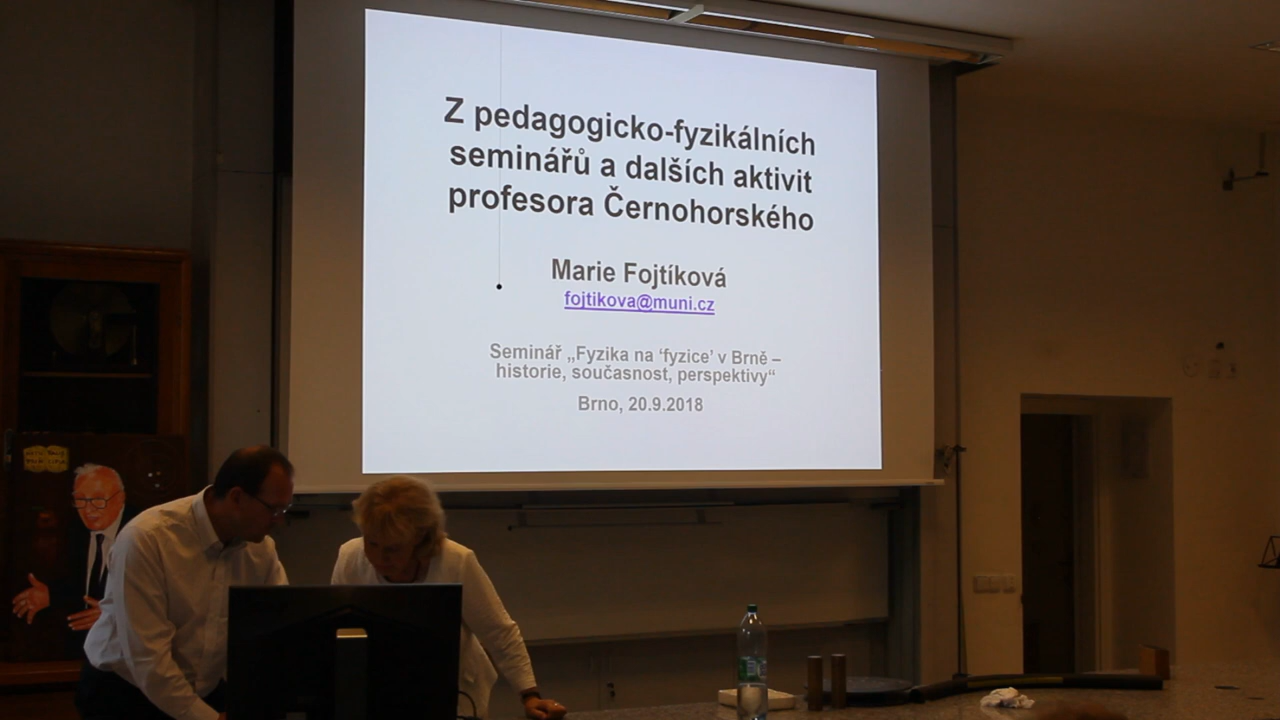 Z pedagogicko-fyzikálních
seminářů a dalších aktivit
profesora Černohorského
Marie Fojtíková
fojtikova@muni.cz
Seminář „Fyzika na ‘fyzice’ v Brně –
historie, současnost, perspektivy“
Brno, 20.9.2018